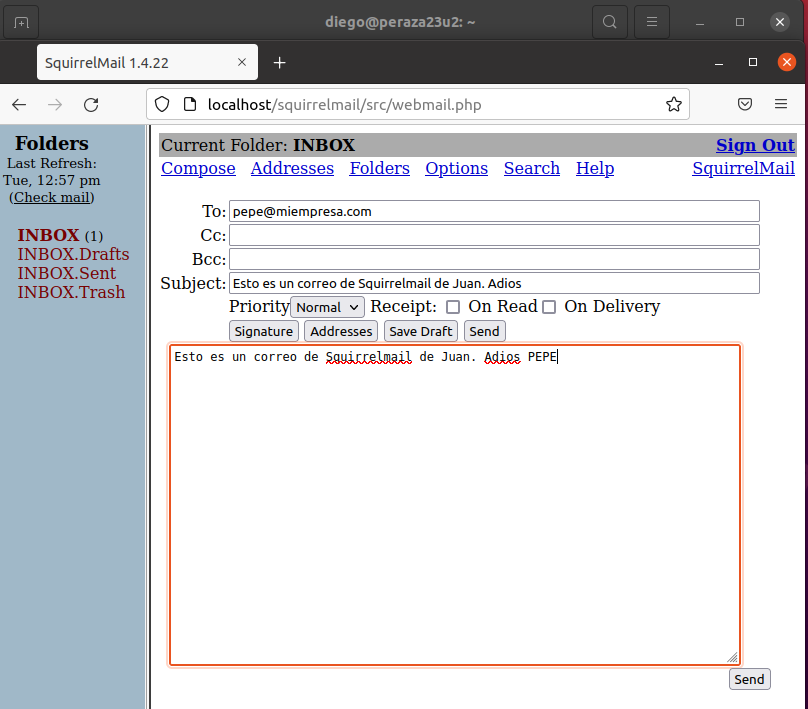 diego@peraza23u2: ~
SquirrelMail 1.4.22
localhost/squirrelmail/src/webmail.php
Folders
Last Refresh:
Tue, 12:57 pm
(Check mail)
INBOX (1)
INBOX.Drafts
INBOX.Sent
INBOX.Trash
Current Folder: INBOX Sign Out
Compose Addresses Folders Options Search Help SquirrelMail
To: pepe@miempresa.com
Cc:
Bcc:
Subject: Esto es un correo de Squirrelmail de Juan. Adios
Priority Normal Receipt: On Read On Delivery
Signature Addresses Save Draft Send
Esto es un correo de Squirrelmail de Juan. Adios PEPE
Send